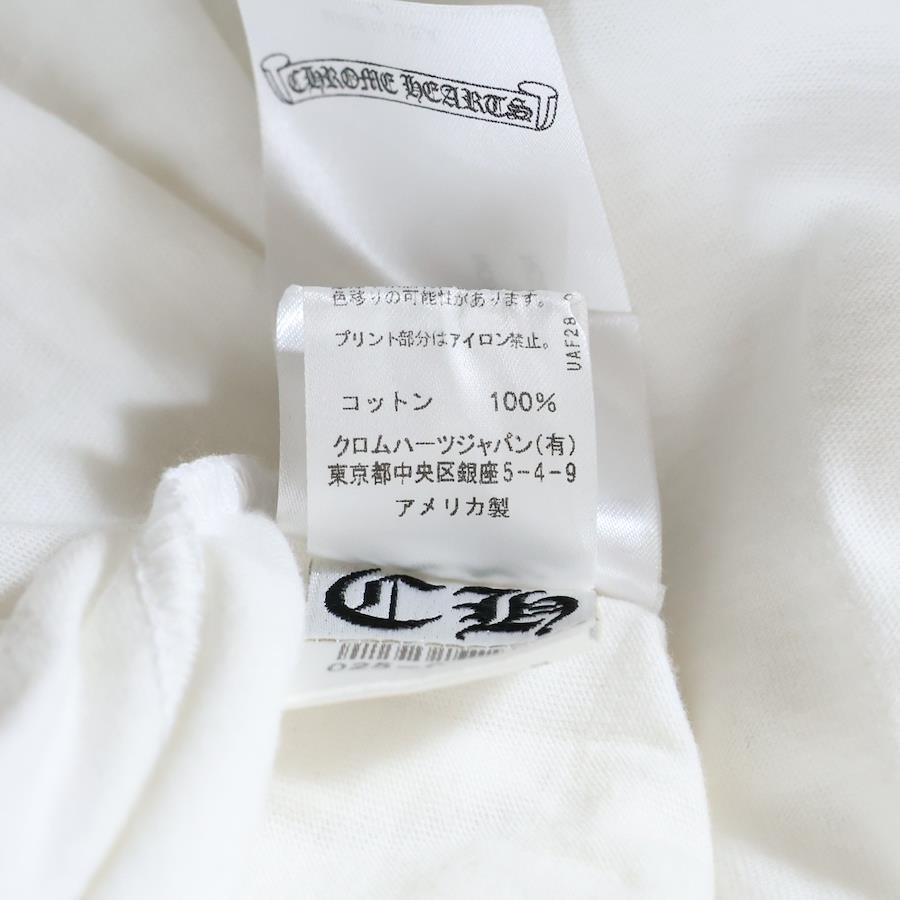 CHROME HEARTS
色移りの可能性があります。
プリント部分はアイロン禁止。
UAF28
コットン 100%
クロムハーツジャパン(有)
東京都中央区銀座5-4-9
アメリカ製
CH
025-